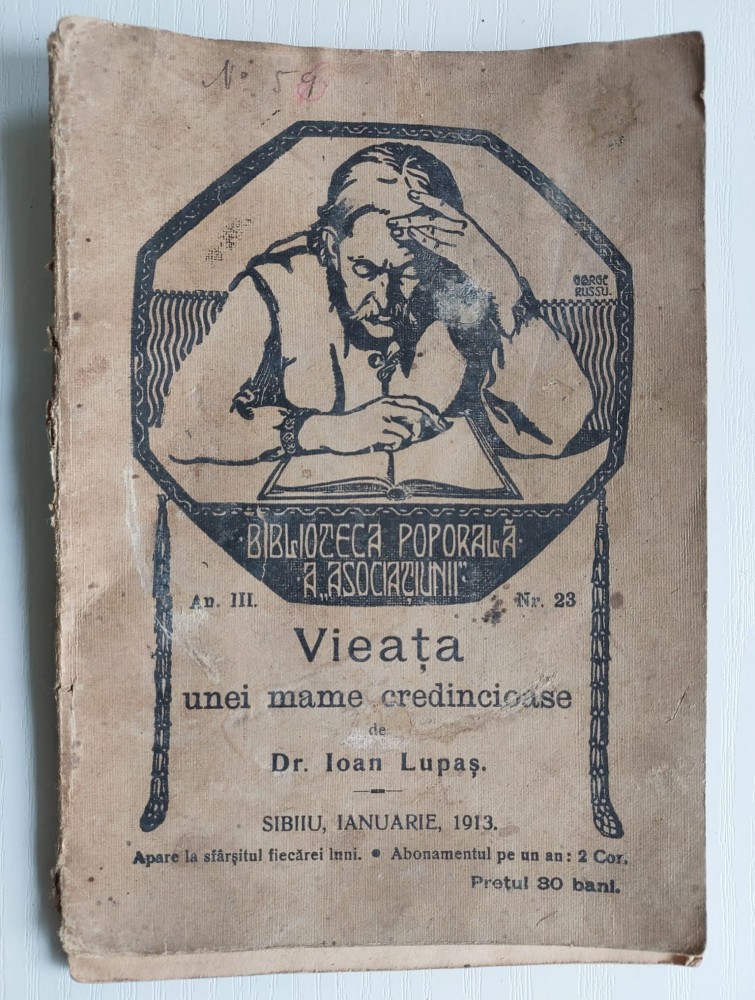 No 59
GEORGE
RUSSU.
·BIBLIOTECA POPORALĂ·
·A „ASOCIAȚIUNII”·
An. III. Nr. 23
Vieața
unei mame credincioase
de
Dr. Ioan Lupaș.
SIBIIU, IANUARIE, 1913.
Apare la sfârșitul fiecărei luni. • Abonamentul pe un an: 2 Cor.
Prețul 30 bani.